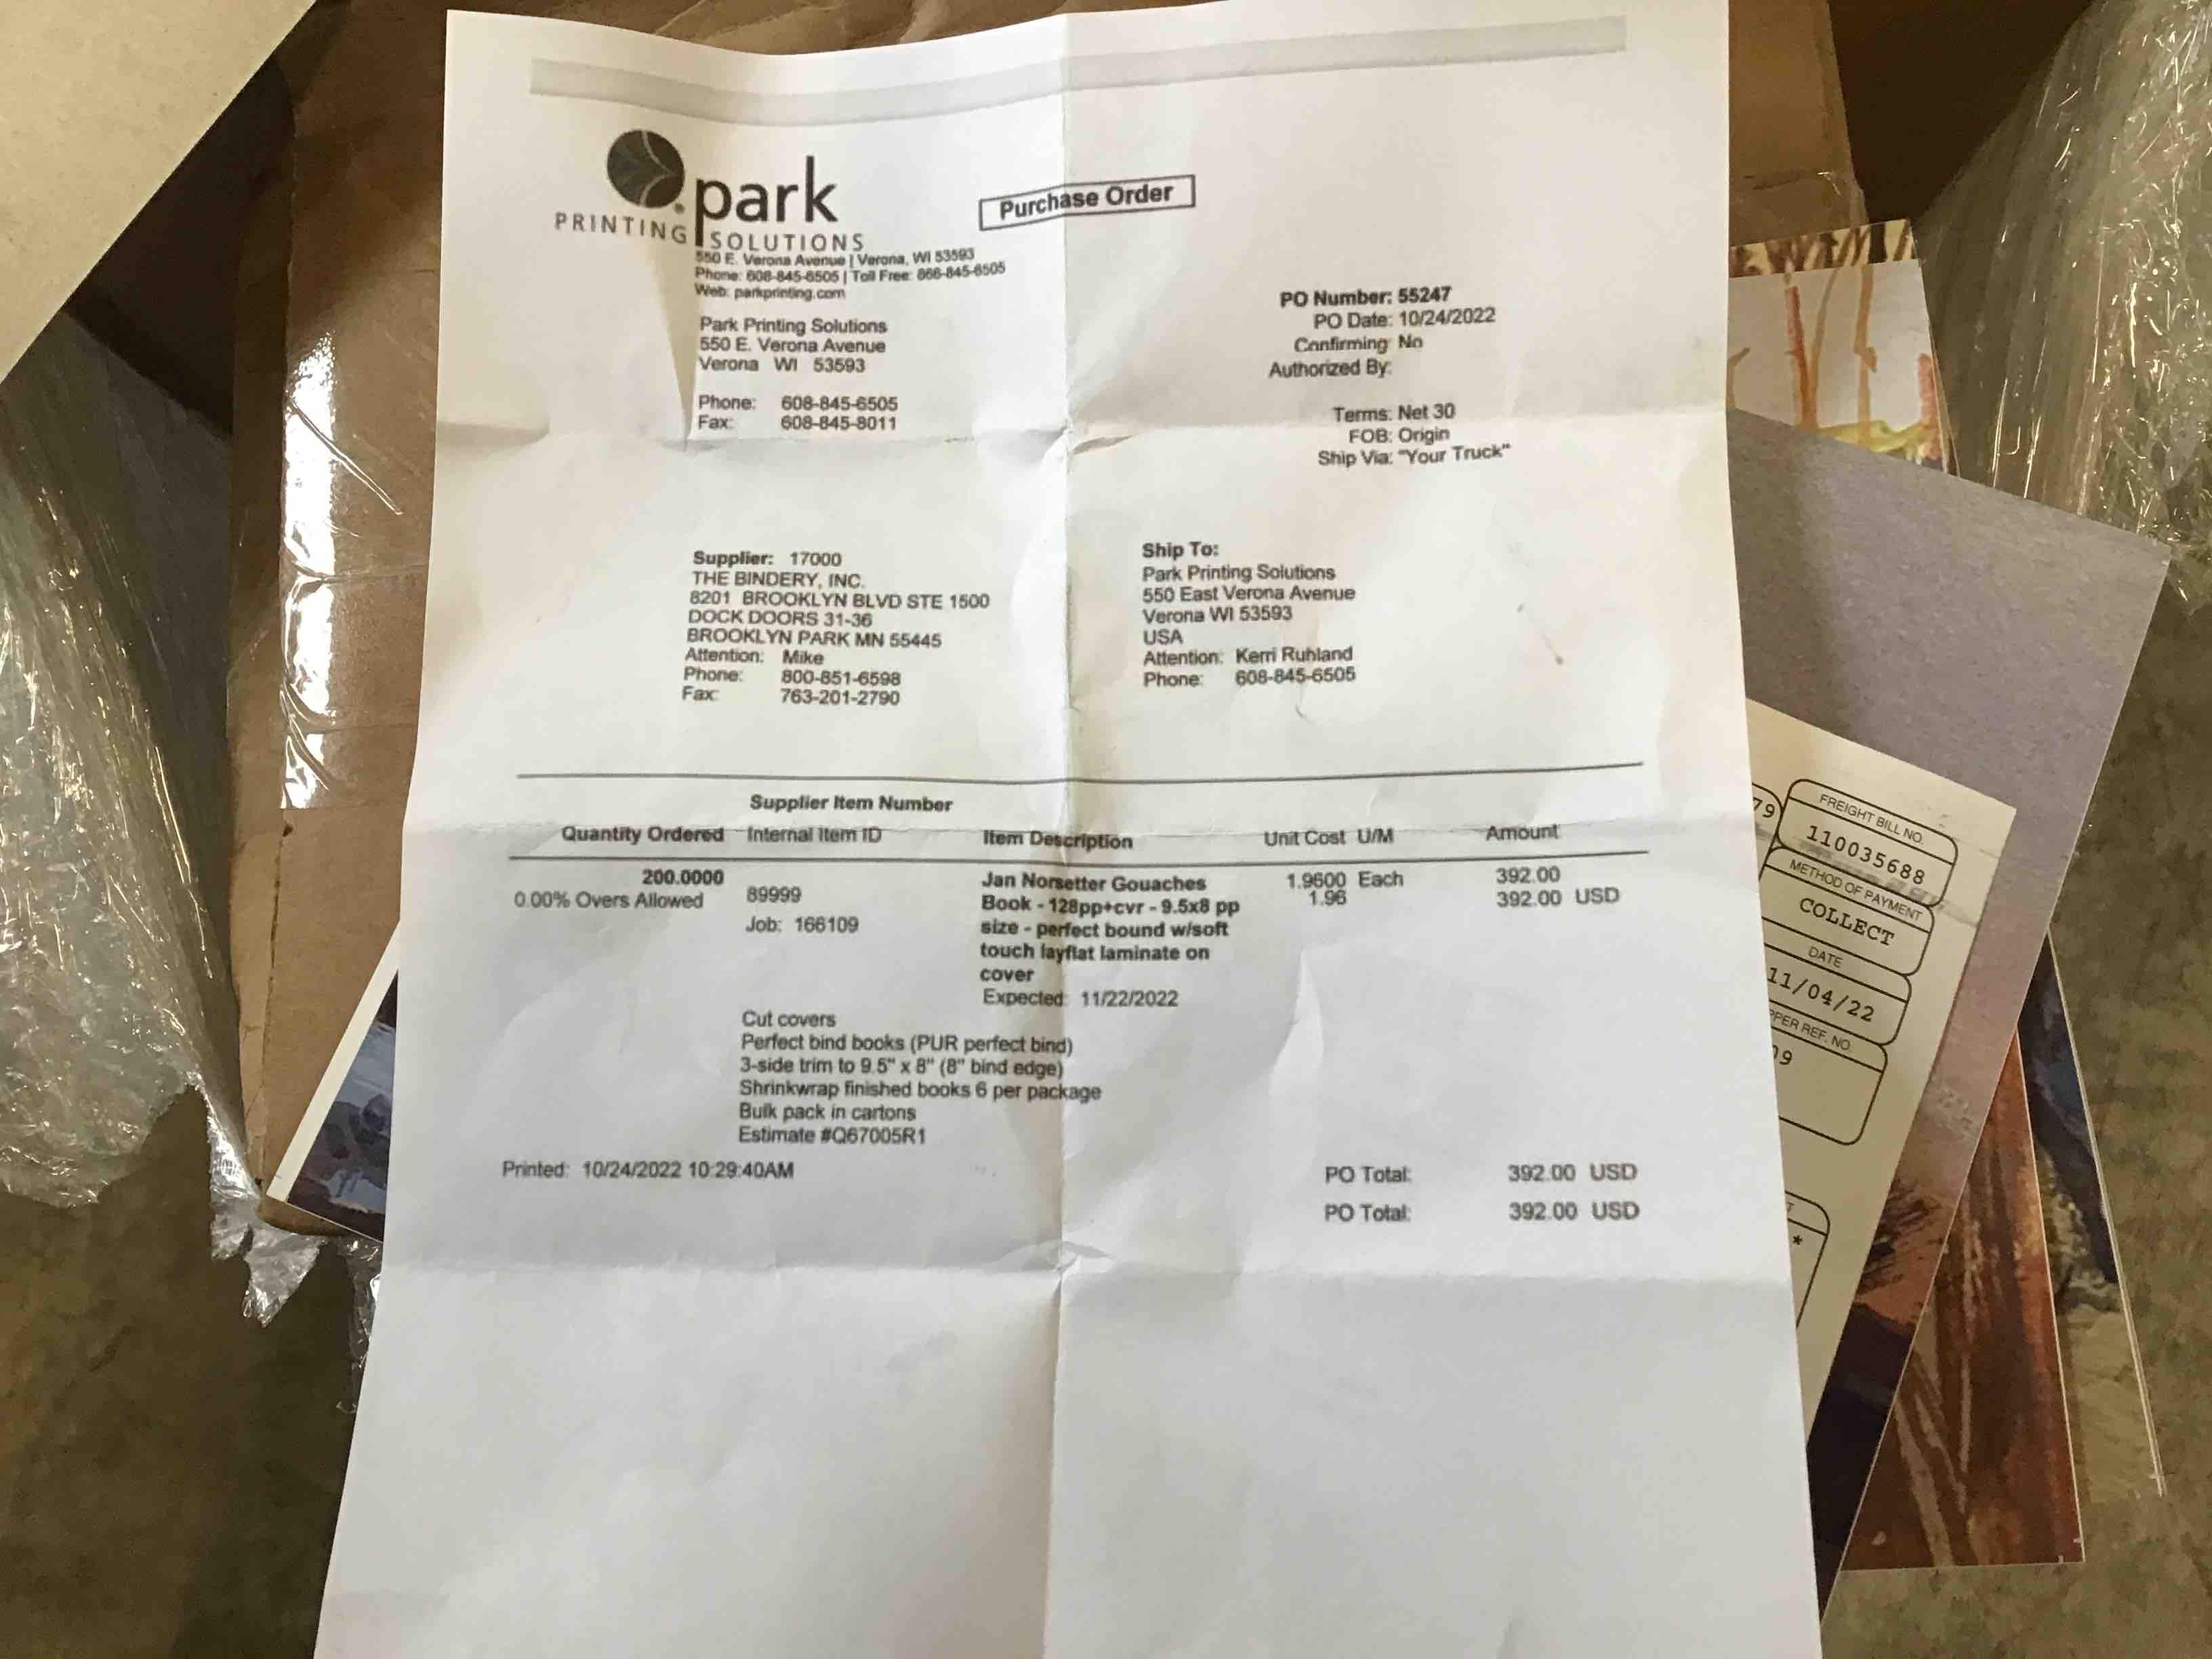 park
PRINTING SOLUTIONS
550 E. Verona Avenue | Verona, WI 53593
Phone: 608-845-6505 | Toll Free: 866-845-6505
Web: parkprinting.com
Purchase Order
Park Printing Solutions
550 E. Verona Avenue
Verona WI 53593
Phone: 608-845-6505
Fax: 608-845-8011
PO Number: 55247
PO Date: 10/24/2022
Confirming: No
Authorized By:
Terms: Net 30
FOB: Origin
Ship Via: "Your Truck"
Supplier: 17000
THE BINDERY, INC.
8201 BROOKLYN BLVD STE 1500
DOCK DOORS 31-36
BROOKLYN PARK MN 55445
Attention: Mike
Phone: 800-851-6598
Fax: 763-201-2790
Ship To:
Park Printing Solutions
550 East Verona Avenue
Verona WI 53593
USA
Attention: Kerri Ruhland
Phone: 608-845-6505
Supplier Item Number
Quantity Ordered Internal Item ID Item Description Unit Cost U/M Amount
200.0000 Jan Norsetter Gouaches 1.9600 Each 392.00
0.00% Overs Allowed 89999 Book - 128pp+cvr - 9.5x8 pp 1.96 392.00 USD
Job: 166109 size - perfect bound w/soft
touch layflat laminate on
cover
Expected: 11/22/2022
Cut covers
Perfect bind books (PUR perfect bind)
3-side trim to 9.5" x 8" (8" bind edge)
Shrinkwrap finished books 6 per package
Bulk pack in cartons
Estimate #Q67005R1
Printed: 10/24/2022 10:29:40AM
PO Total: 392.00 USD
PO Total: 392.00 USD
79
FREIGHT BILL NO.
110035688
METHOD OF PAYMENT
COLLECT
DATE
11/04/22
PPER REF. NO.
09
T
*